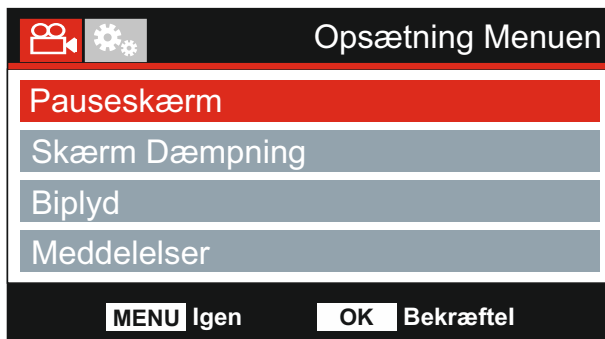 Opsætning Menuen
Pauseskærm
Skærm Dæmpning
Biplyd
Meddelelser
MENU Igen OK Bekræftel